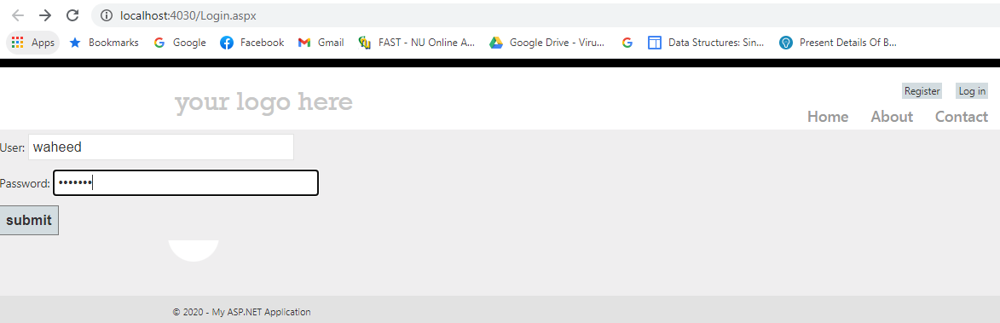 localhost:4030/Login.aspx
Apps Bookmarks Google Facebook Gmail FAST - NU Online A... Google Drive - Viru... Data Structures: Sin... Present Details Of B...
Register Log in
your logo here
Home About Contact
User: waheed
Password: •••••••
submit
© 2020 - My ASP.NET Application